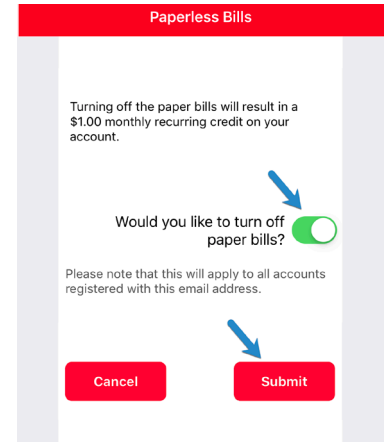 Paperless Bills
Turning off the paper bills will result in a
$1.00 monthly recurring credit on your
account.
Would you like to turn off
paper bills?
Please note that this will apply to all accounts
registered with this email address.
Cancel
Submit